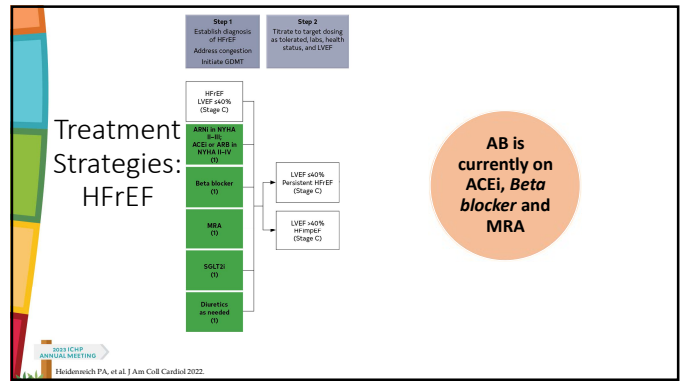 Treatment
Strategies:
HFrEF
Step 1
Establish diagnosis
of HFrEF
Address congestion
Initiate GDMT
Step 2
Titrate to target dosing
as tolerated, labs, health
status, and LVEF
HFrEF
LVEF ≤40%
(Stage C)
ARNi in NYHA
II–III;
ACEi or ARB in
NYHA II–IV
(1)
Beta blocker
(1)
MRA
(1)
SGLT2i
(1)
Diuretics
as needed
(1)
LVEF ≤40%
Persistent HFrEF
(Stage C)
LVEF >40%
HFimpEF
(Stage C)
AB is
currently on
ACEi, Beta
blocker and
MRA
2023 ICHP
ANNUAL MEETING
Heidenreich PA, et al. J Am Coll Cardiol 2022.